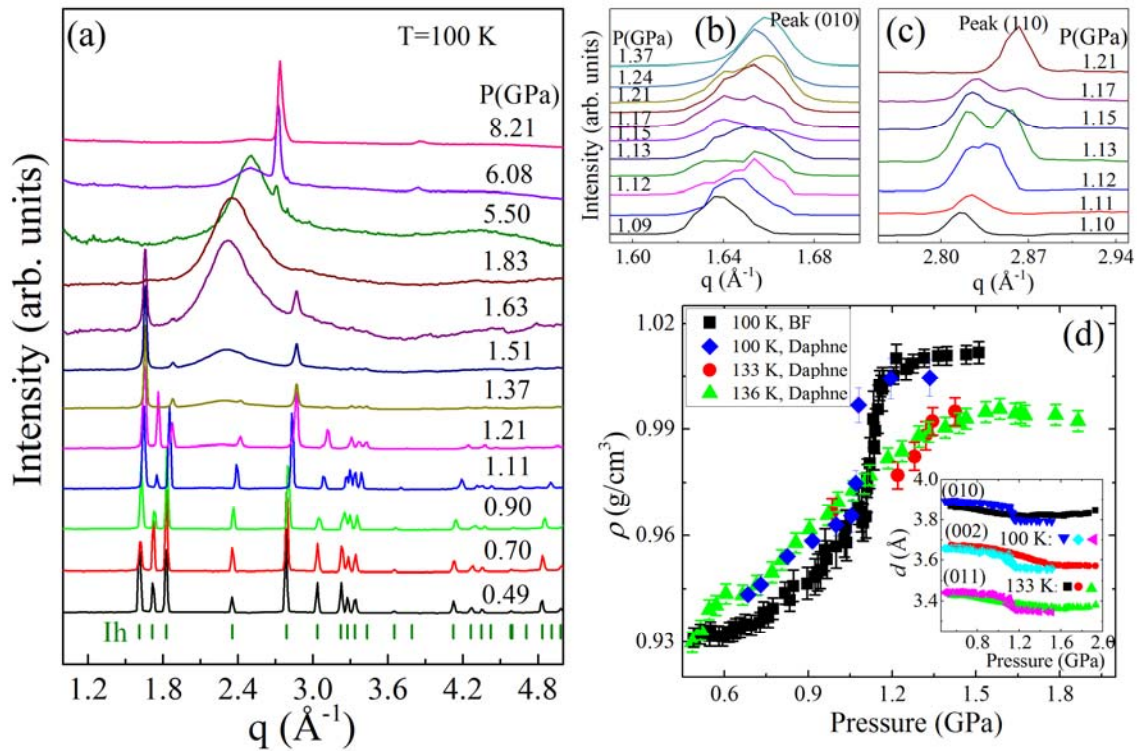 (a)
T=100 K
P(GPa)
8.21
6.08
5.50
1.83
1.63
1.51
1.37
1.21
1.11
0.90
0.70
0.49
Ih
Intensity (arb. units)
1.2 1.8 2.4 3.0 3.6 4.2 4.8
q (Å⁻¹)
(b)
Peak (010)
P(GPa)
1.37
1.24
1.21
1.17
1.15
1.13
1.12
1.09
Intensity (arb. units)
1.60 1.64 1.68
q (Å⁻¹)
(c)
Peak (110)
P(GPa)
1.21
1.17
1.15
1.13
1.12
1.11
1.10
2.80 2.87 2.94
q (Å⁻¹)
(d)
100 K, BF
100 K, Daphne
133 K, Daphne
136 K, Daphne
1.02
0.99
0.96
0.93
ρ (g/cm³)
0.6 0.9 1.2 1.5 1.8
Pressure (GPa)
4.0
3.8
3.6
3.4
d (Å)
(010)
100 K:
(002)
133 K:
(011)
0.8 1.2 1.6 2.0
Pressure (GPa)